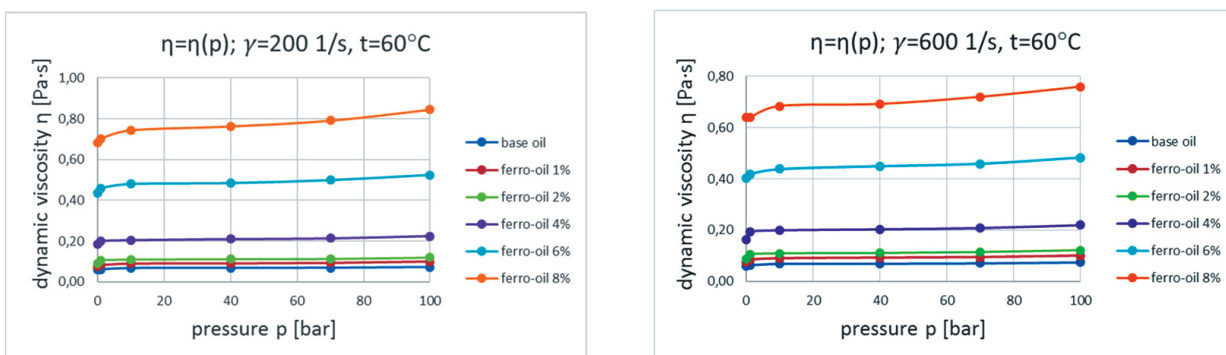 η=η(p); γ=200 1/s, t=60°C
dynamic viscosity η [Pa·s]
1,00
0,80
0,60
0,40
0,20
0,00
0 20 40 60 80 100
pressure p [bar]
base oil
ferro-oil 1%
ferro-oil 2%
ferro-oil 4%
ferro-oil 6%
ferro-oil 8%
η=η(p); γ=600 1/s, t=60°C
dynamic viscosity η [Pa·s]
0,80
0,60
0,40
0,20
0,00
0 20 40 60 80 100
pressure p [bar]
base oil
ferro-oil 1%
ferro-oil 2%
ferro-oil 4%
ferro-oil 6%
ferro-oil 8%